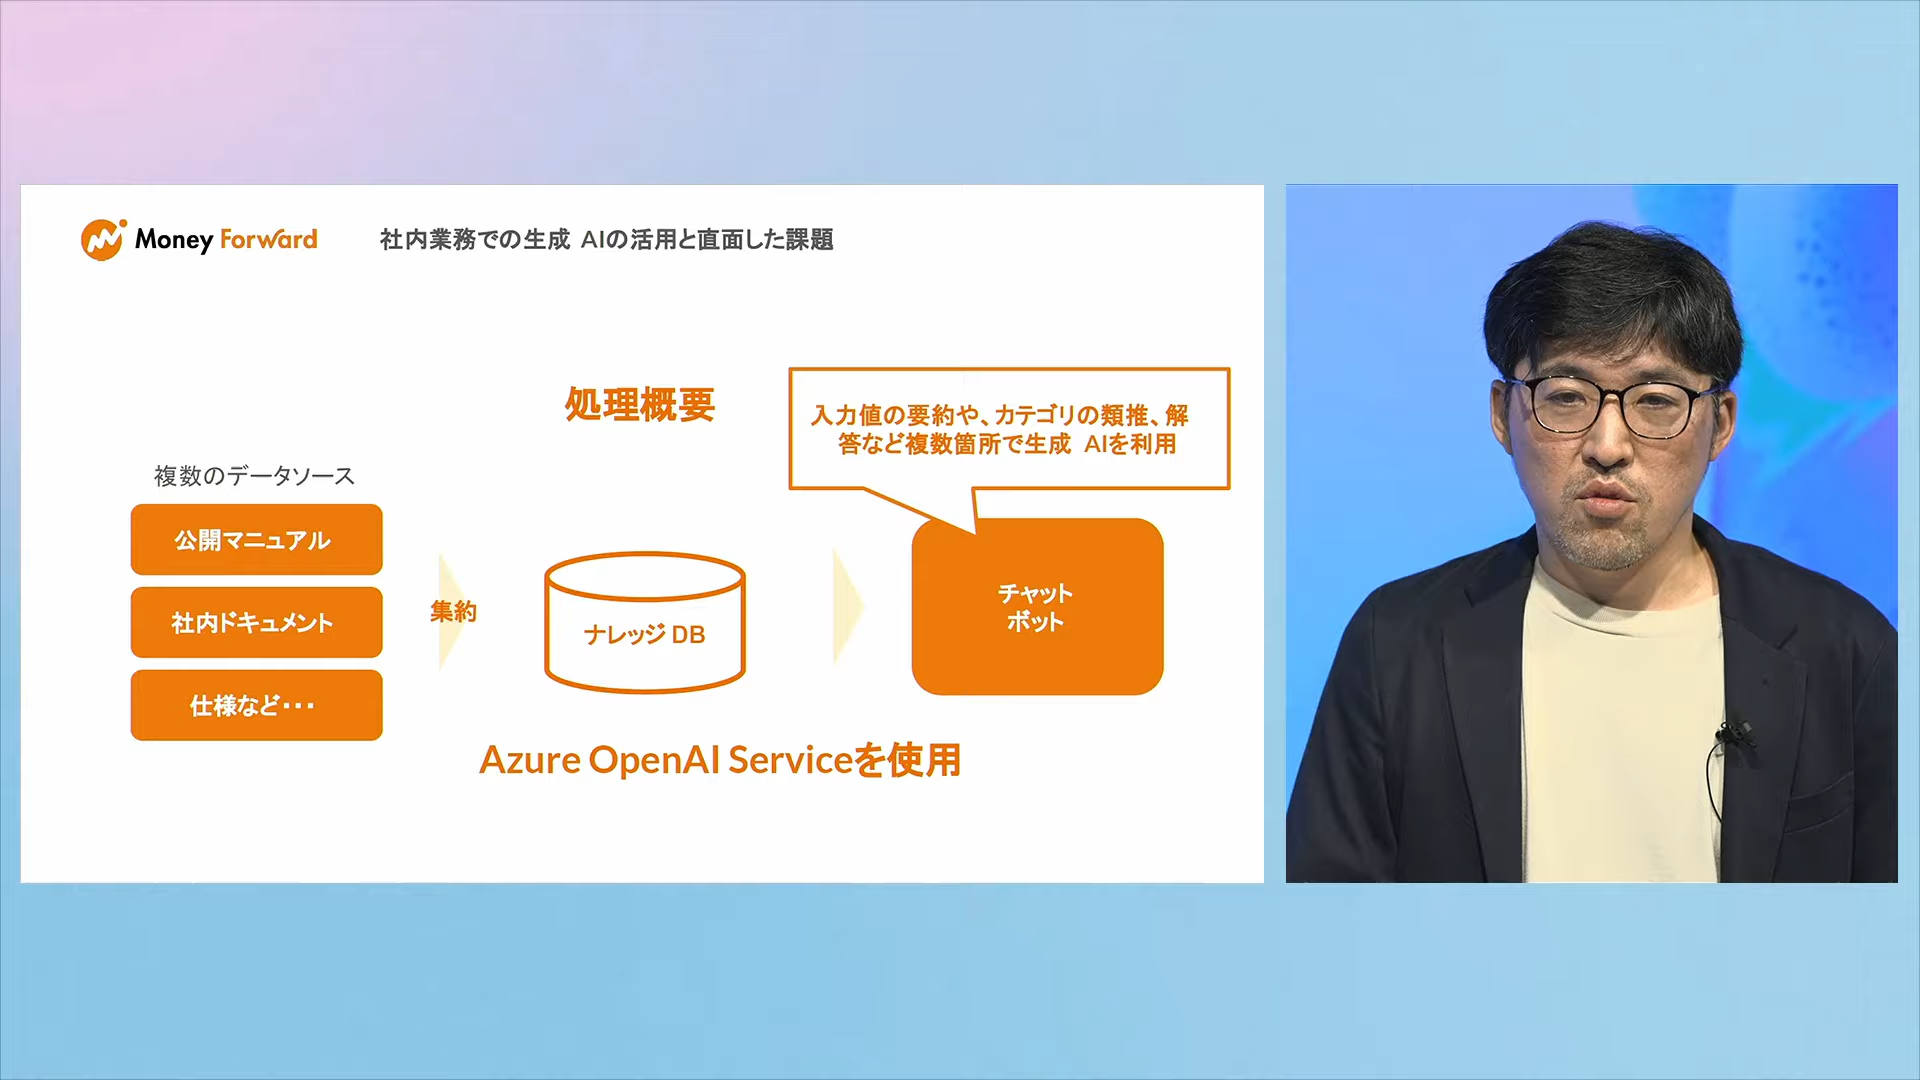 Money Forward
社内業務での生成 AIの活用と直面した課題
処理概要
入力値の要約や、カテゴリの類推、解
答など複数箇所で生成 AIを利用
複数のデータソース
公開マニュアル
社内ドキュメント
仕様など・・・
集約
ナレッジ DB
チャット
ボット
Azure OpenAI Serviceを使用